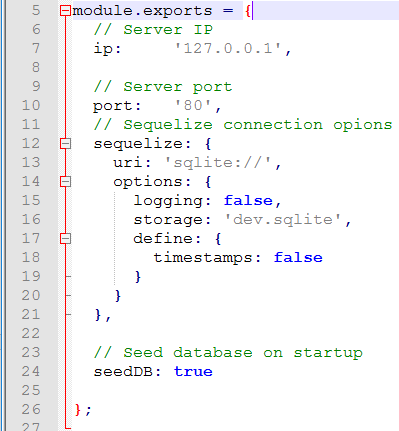 5 module.exports = {
6   // Server IP
7   ip:     '127.0.0.1',
8
9   // Server port
10   port:   '80',
11   // Sequelize connection opions
12   sequelize: {
13     uri: 'sqlite://',
14     options: {
15       logging: false,
16       storage: 'dev.sqlite',
17       define: {
18         timestamps: false
19       }
20     }
21   },
22
23   // Seed database on startup
24   seedDB: true
25
26 };
27